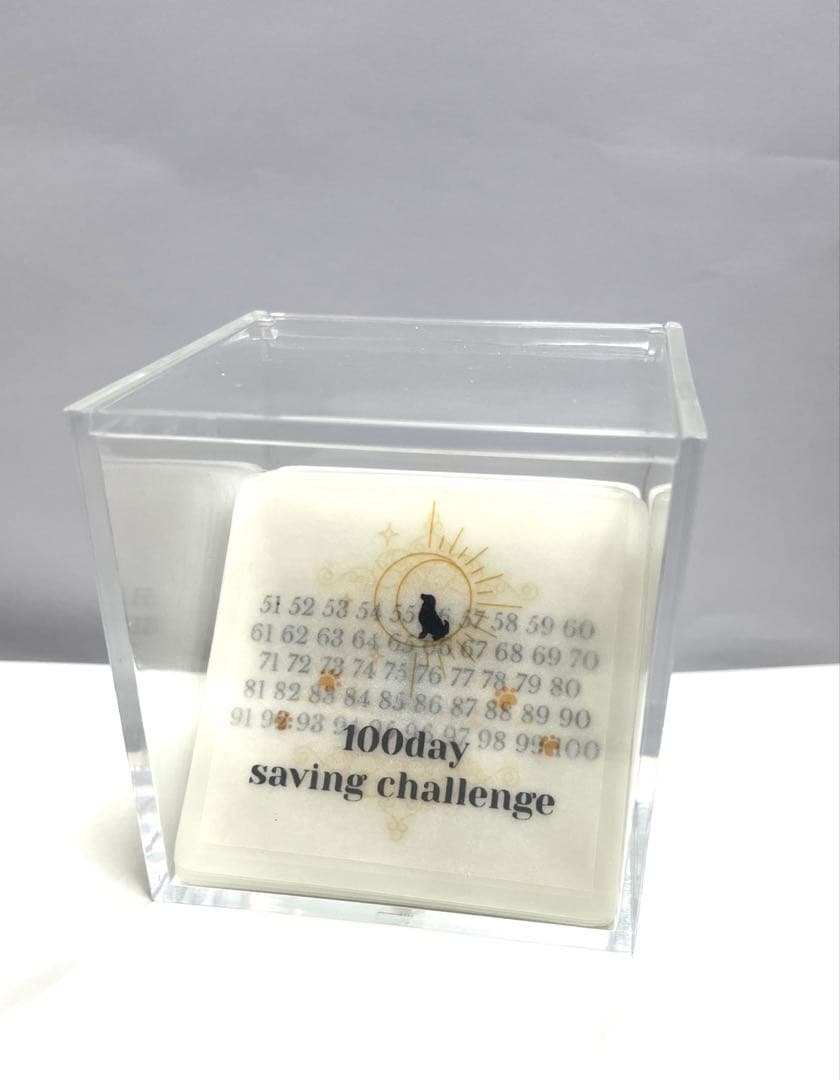 51 52 53 54 55 56 57 58 59 60
61 62 63 64 65 66 67 68 69 70
71 72 73 74 75 76 77 78 79 80
81 82 83 84 85 86 87 88 89 90
91 92 93 94 95 96 97 98 99 100
100day
saving challenge